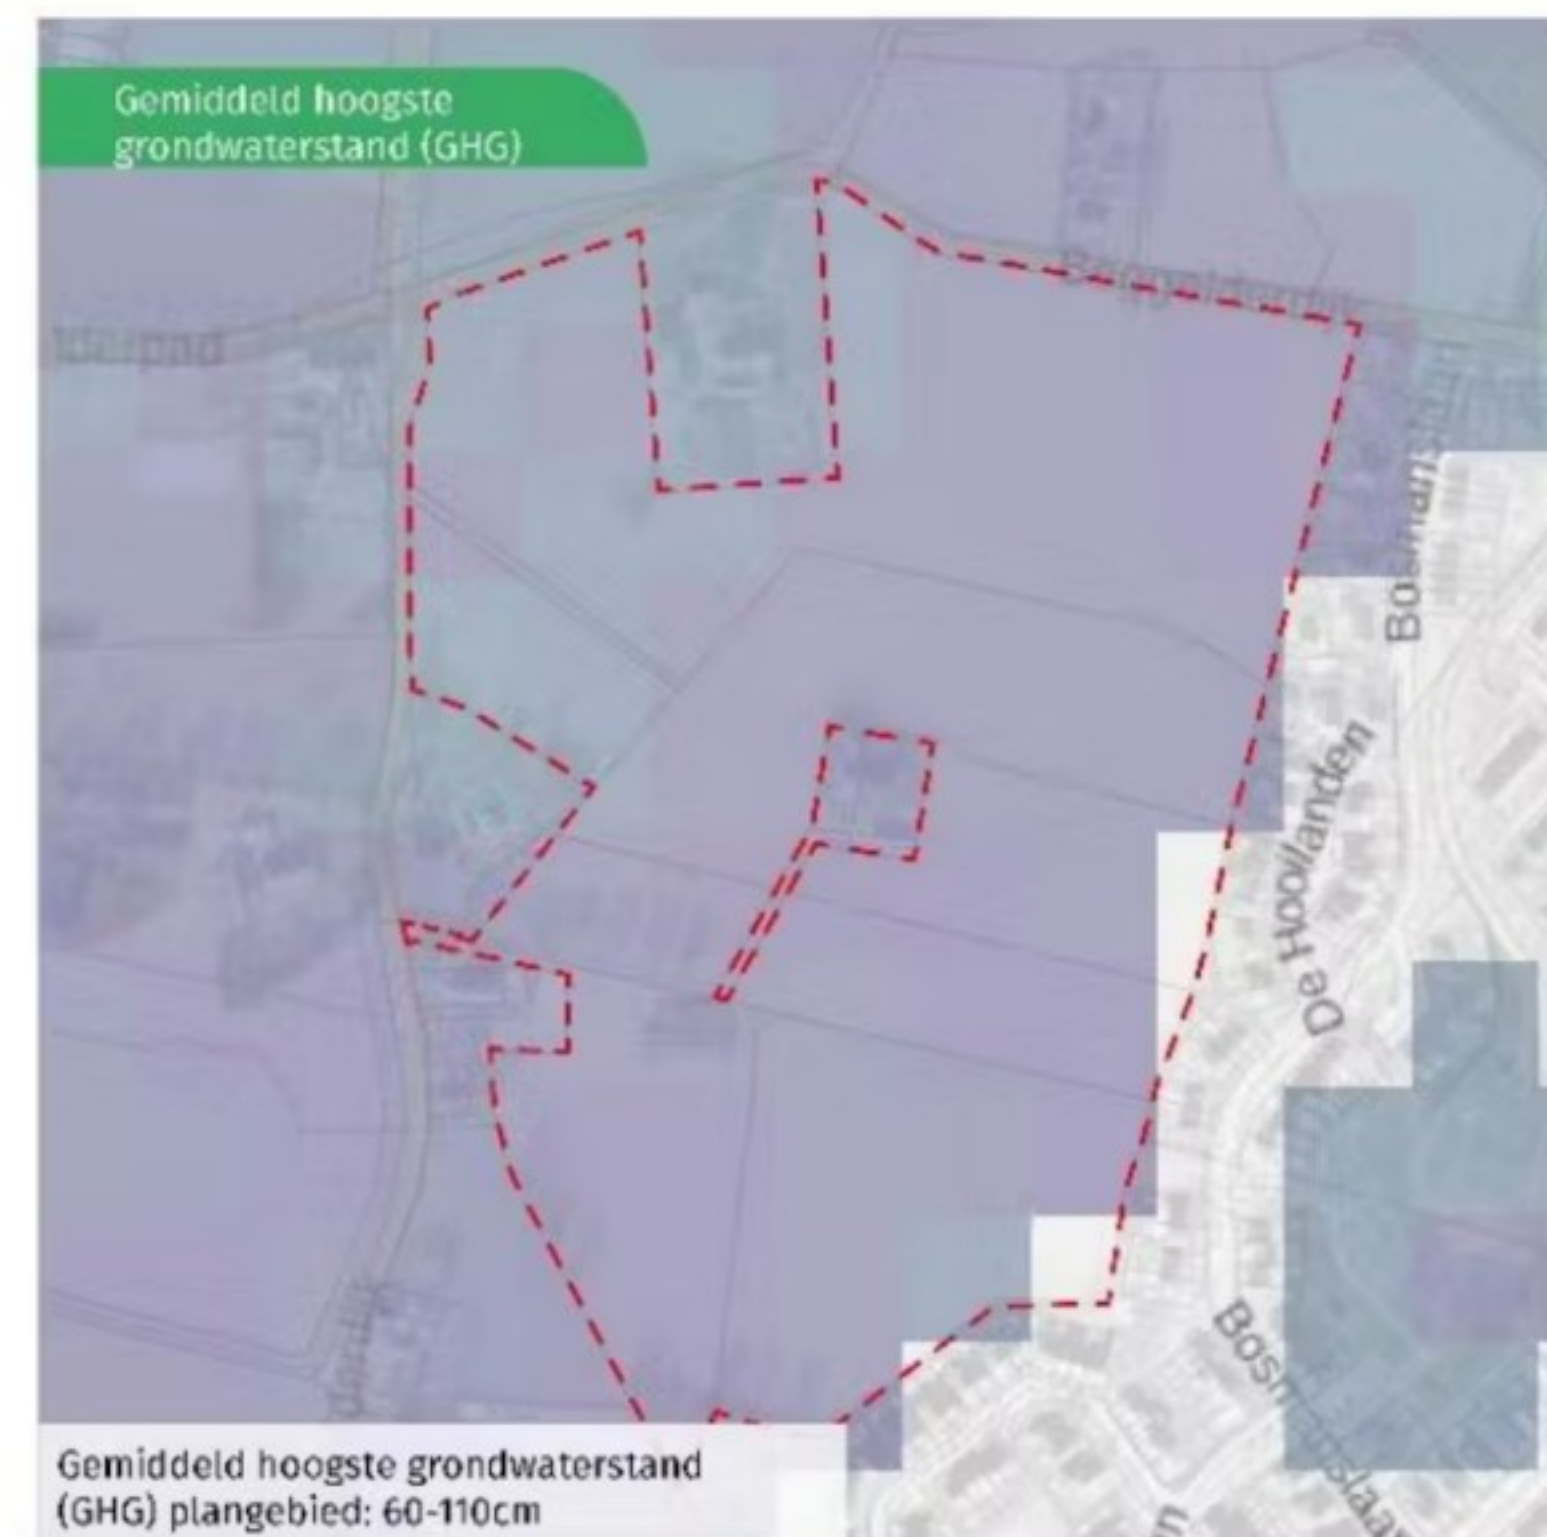 Gemiddeld hoogste
grondwaterstand (GHG)
De Hoovlanden
Gemiddeld hoogste grondwaterstand
(GHG) plangebied: 60-110cm